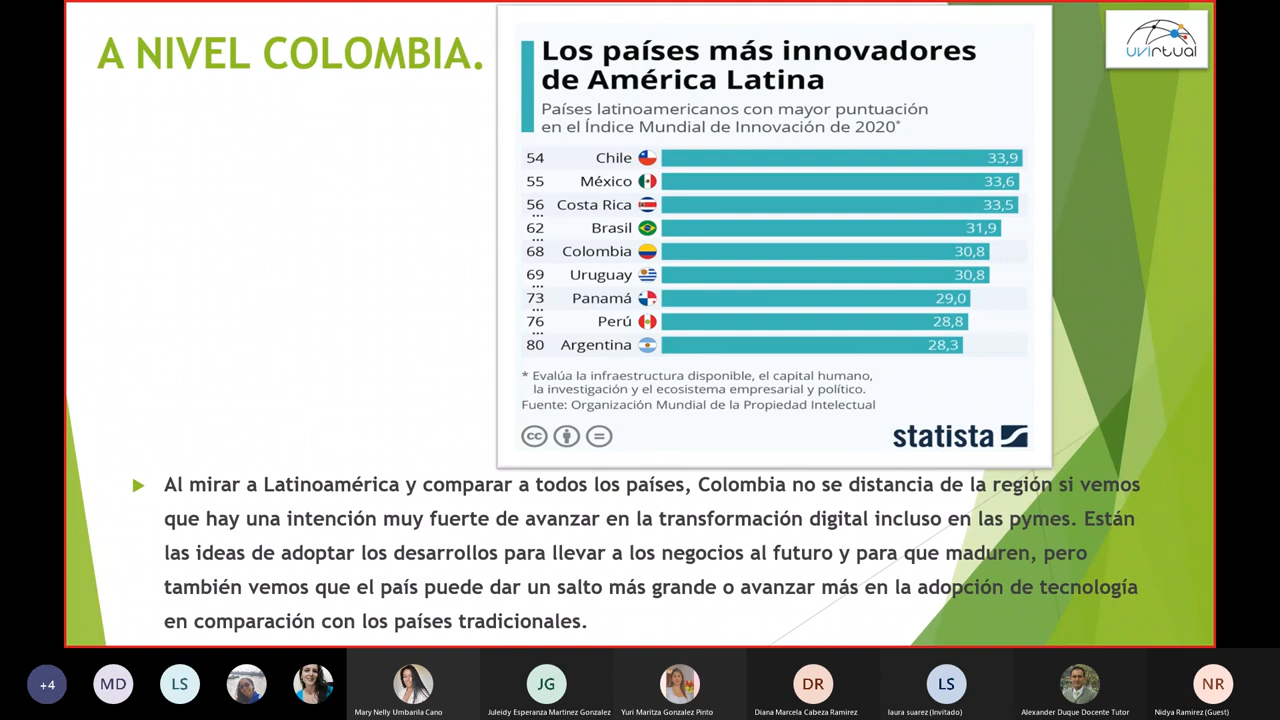 A NIVEL COLOMBIA.
Los países más innovadores
de América Latina
Países latinoamericanos con mayor puntuación
en el Índice Mundial de Innovación de 2020*
54 Chile 33,9
55 México 33,6
56 Costa Rica 33,5
...
62 Brasil 31,9
...
68 Colombia 30,8
69 Uruguay 30,8
...
73 Panamá 29,0
...
76 Perú 28,8
...
80 Argentina 28,3
* Evalúa la infraestructura disponible, el capital humano,
la investigación y el ecosistema empresarial y político.
Fuente: Organización Mundial de la Propiedad Intelectual
cc
statista
uvirtual
Al mirar a Latinoamérica y comparar a todos los países, Colombia no se distancia de la región si vemos
que hay una intención muy fuerte de avanzar en la transformación digital incluso en las pymes. Están
las ideas de adoptar los desarrollos para llevar a los negocios al futuro y para que maduren, pero
también vemos que el país puede dar un salto más grande o avanzar más en la adopción de tecnología
en comparación con los países tradicionales.
+4
MD
LS
Mary Nelly Umbarila Cano
JG
Juleidy Esperanza Martinez Gonzalez
Yuri Maritza Gonzalez Pinto
DR
Diana Marcela Cabeza Ramirez
LS
laura suarez (Invitado)
Alexander Duque Docente Tutor
NR
Nidya Ramirez(Guest)